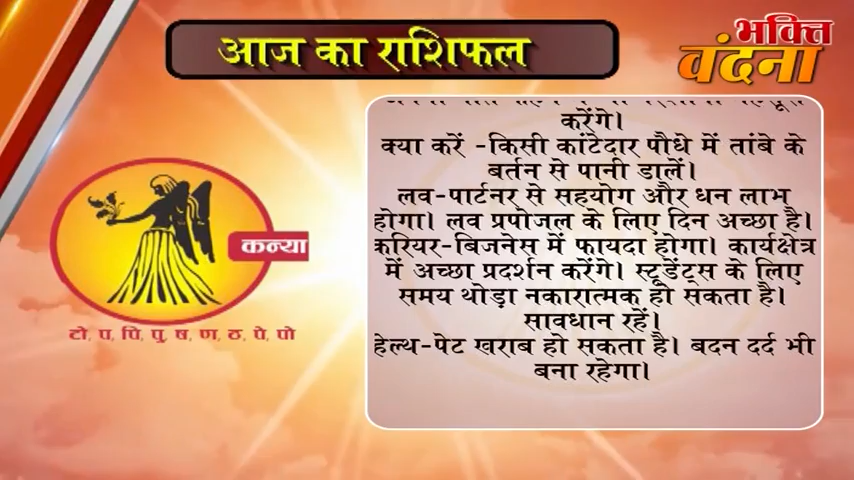 आज का राशिफल
भक्ति
वंदना
करेंगे।
क्या करें -किसी कांटेदार पौधे में तांबे के
बर्तन से पानी डालें।
लव-पार्टनर से सहयोग और धन लाभ
होगा। लव प्रपोजल के लिए दिन अच्छा है।
करियर-बिजनेस में फायदा होगा। कार्यक्षेत्र
में अच्छा प्रदर्शन करेंगे। स्टूडेंट्स के लिए
समय थोड़ा नकारात्मक हो सकता है।
सावधान रहें।
हेल्थ-पेट खराब हो सकता है। बदन दर्द भी
बना रहेगा।
कन्या
टो, प, पि, पु, ष, ण, ठ, पे, पो